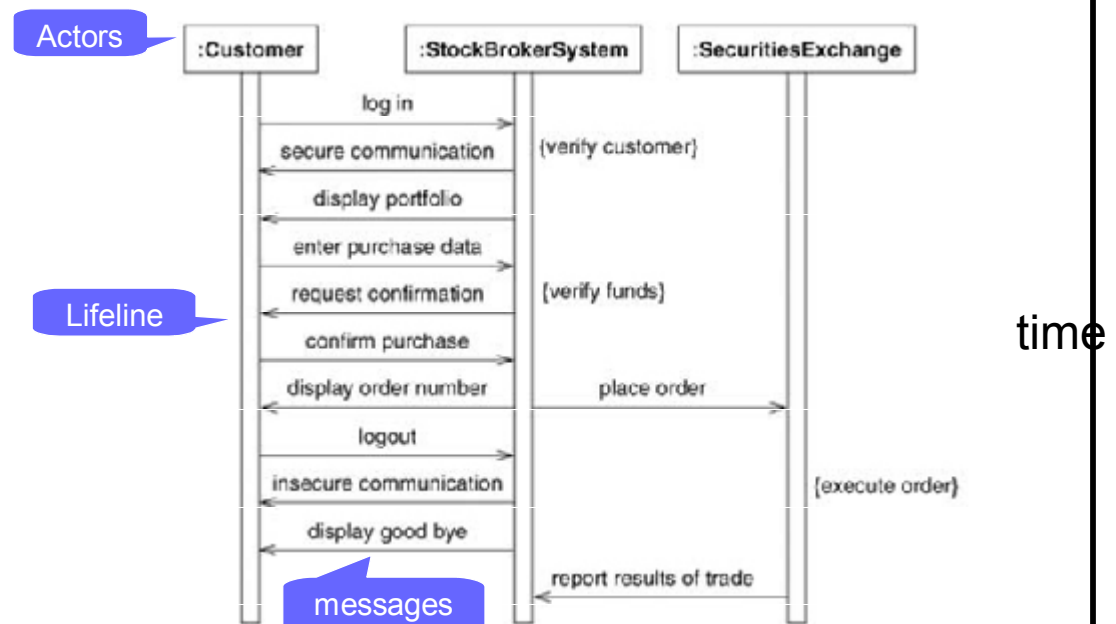 Actors
:Customer
:StockBrokerSystem
:SecuritiesExchange
log in
{verify customer}
secure communication
display portfolio
enter purchase data
request confirmation
{verify funds}
Lifeline
confirm purchase
time
display order number
place order
logout
insecure communication
{execute order}
display good bye
report results of trade
messages